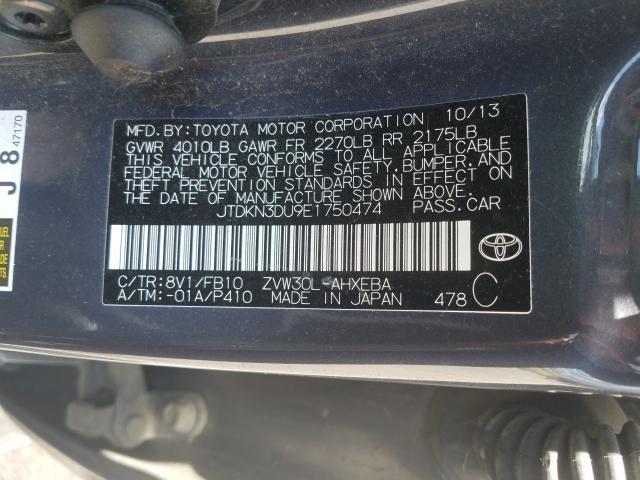 MFD.BY:TOYOTA MOTOR CORPORATION 10/13
GVWR 4010LB GAWR FR 2270LB RR 2175LB
THIS VEHICLE CONFORMS TO ALL APPLICABLE
FEDERAL MOTOR VEHICLE SAFETY,BUMPER,AND
THEFT PREVENTION STANDARDS IN EFFECT ON
THE DATE OF MANUFACTURE SHOWN ABOVE.
JTDKN3DU9E1750474 PASS.CAR
C/TR:8V1/FB10 ZVW30L-AHXEBA
A/TM:-01A/P410 MADE IN JAPAN 478 C
J 8
47170